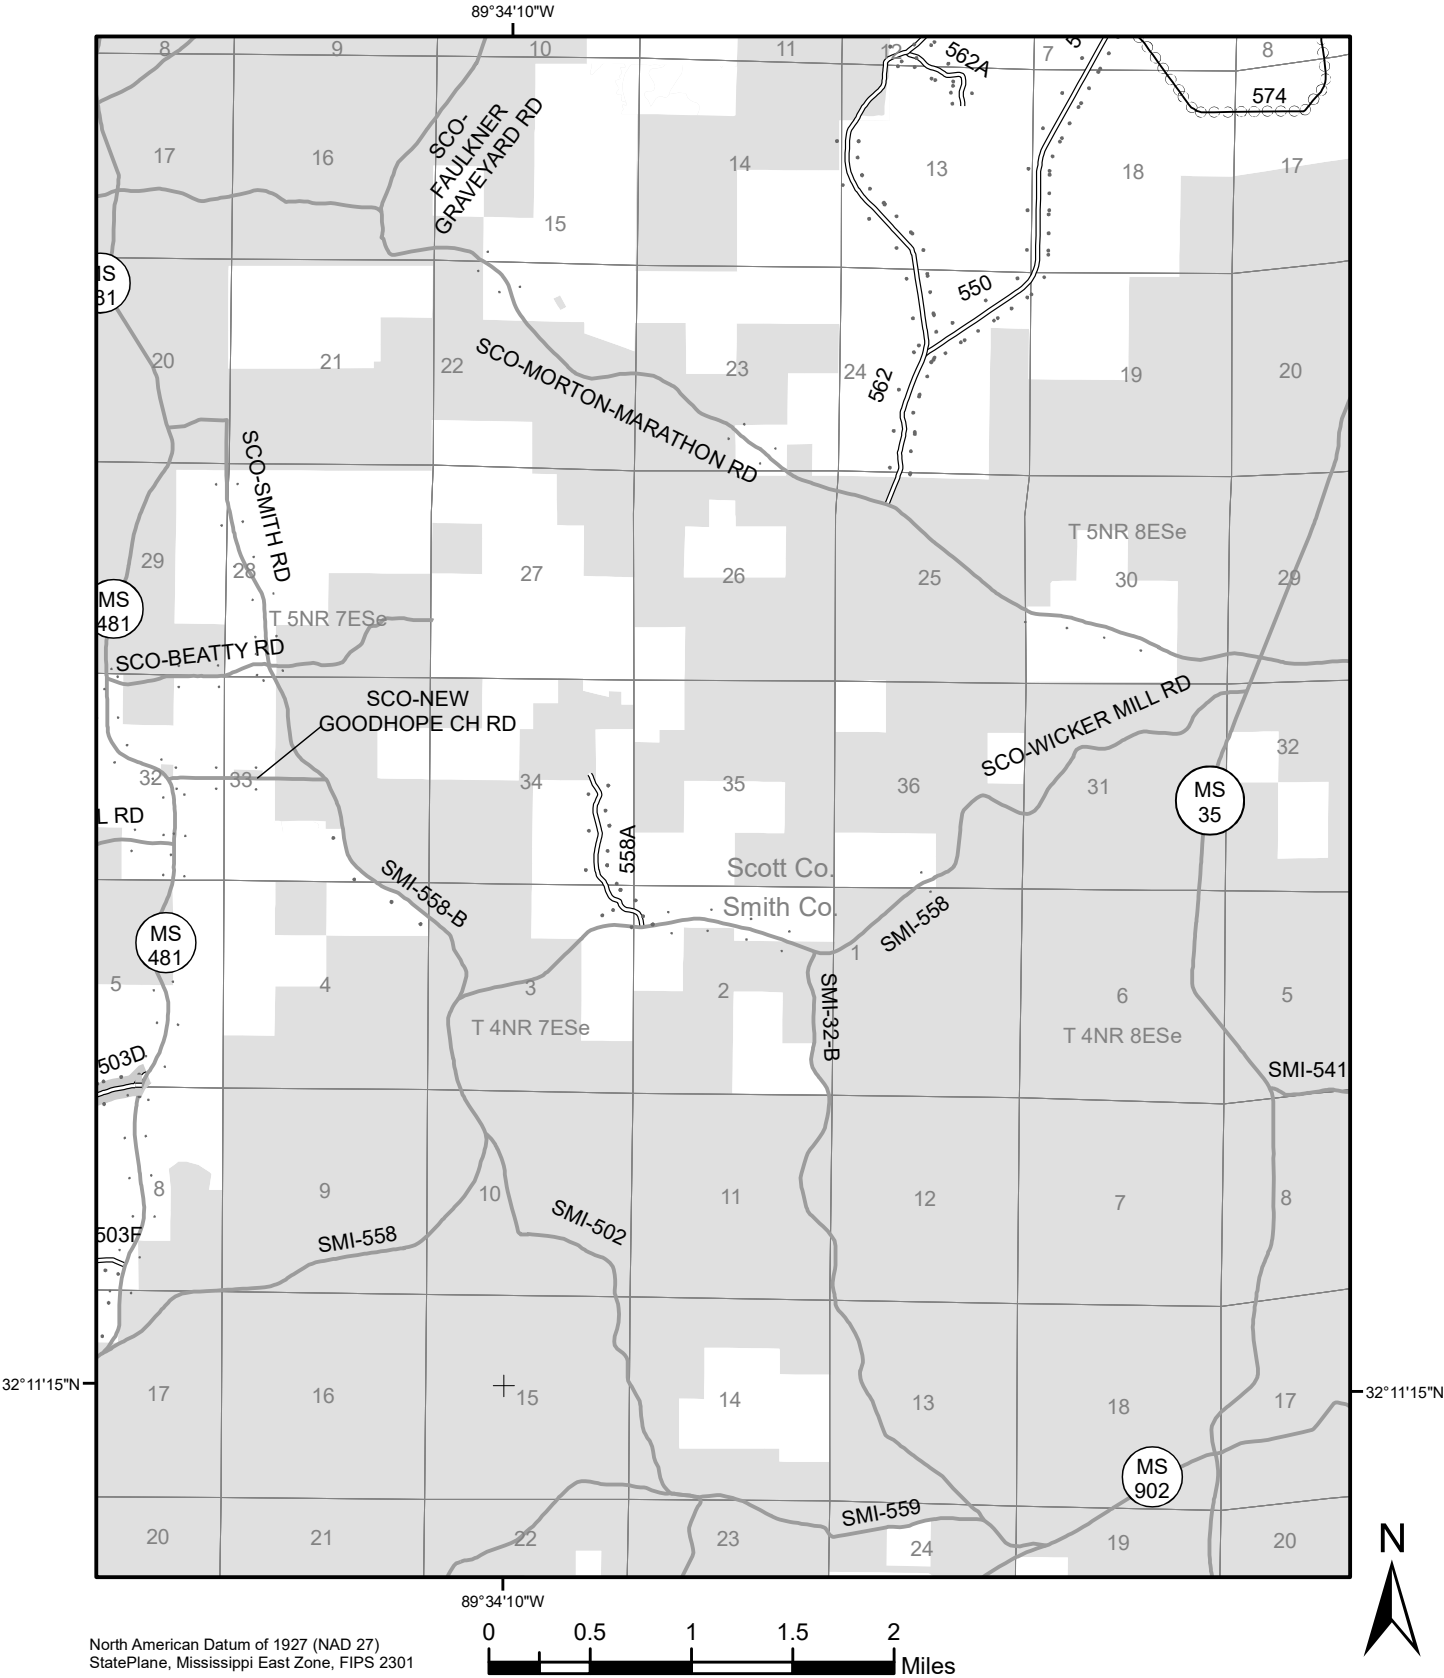 89°34'10"W
8
9
10
11
12
562A
5
7
8
574
SCO-
FAULKNER
GRAVEYARD RD
17
16
15
14
13
18
17
IS
81
550
20
21
22
SCO-MORTON-MARATHON RD
23
24
562
19
20
SCO-SMITH RD
29
28
27
26
25
T 5NR 8ESe
30
29
MS
481
T 5NR 7ESe
SCO-BEATTY RD
SCO-NEW
GOODHOPE CH RD
SCO-WICKER MILL RD
32
33
34
35
36
31
32
MS
35
L RD
558A
Scott Co.
Smith Co.
SMI-558-B
SMI-558
MS
481
1
5
4
3
2
SMI-32-B
6
5
T 4NR 7ESe
T 4NR 8ESe
503D
SMI-541
8
9
10
11
12
7
8
503F
SMI-558
SMI-502
32°11'15"N
32°11'15"N
17
16
15
14
13
18
17
MS
902
SMI-559
20
21
22
23
24
19
20
89°34'10"W
N
North American Datum of 1927 (NAD 27)
StatePlane, Mississippi East Zone, FIPS 2301
0 0.5 1 1.5 2
Miles